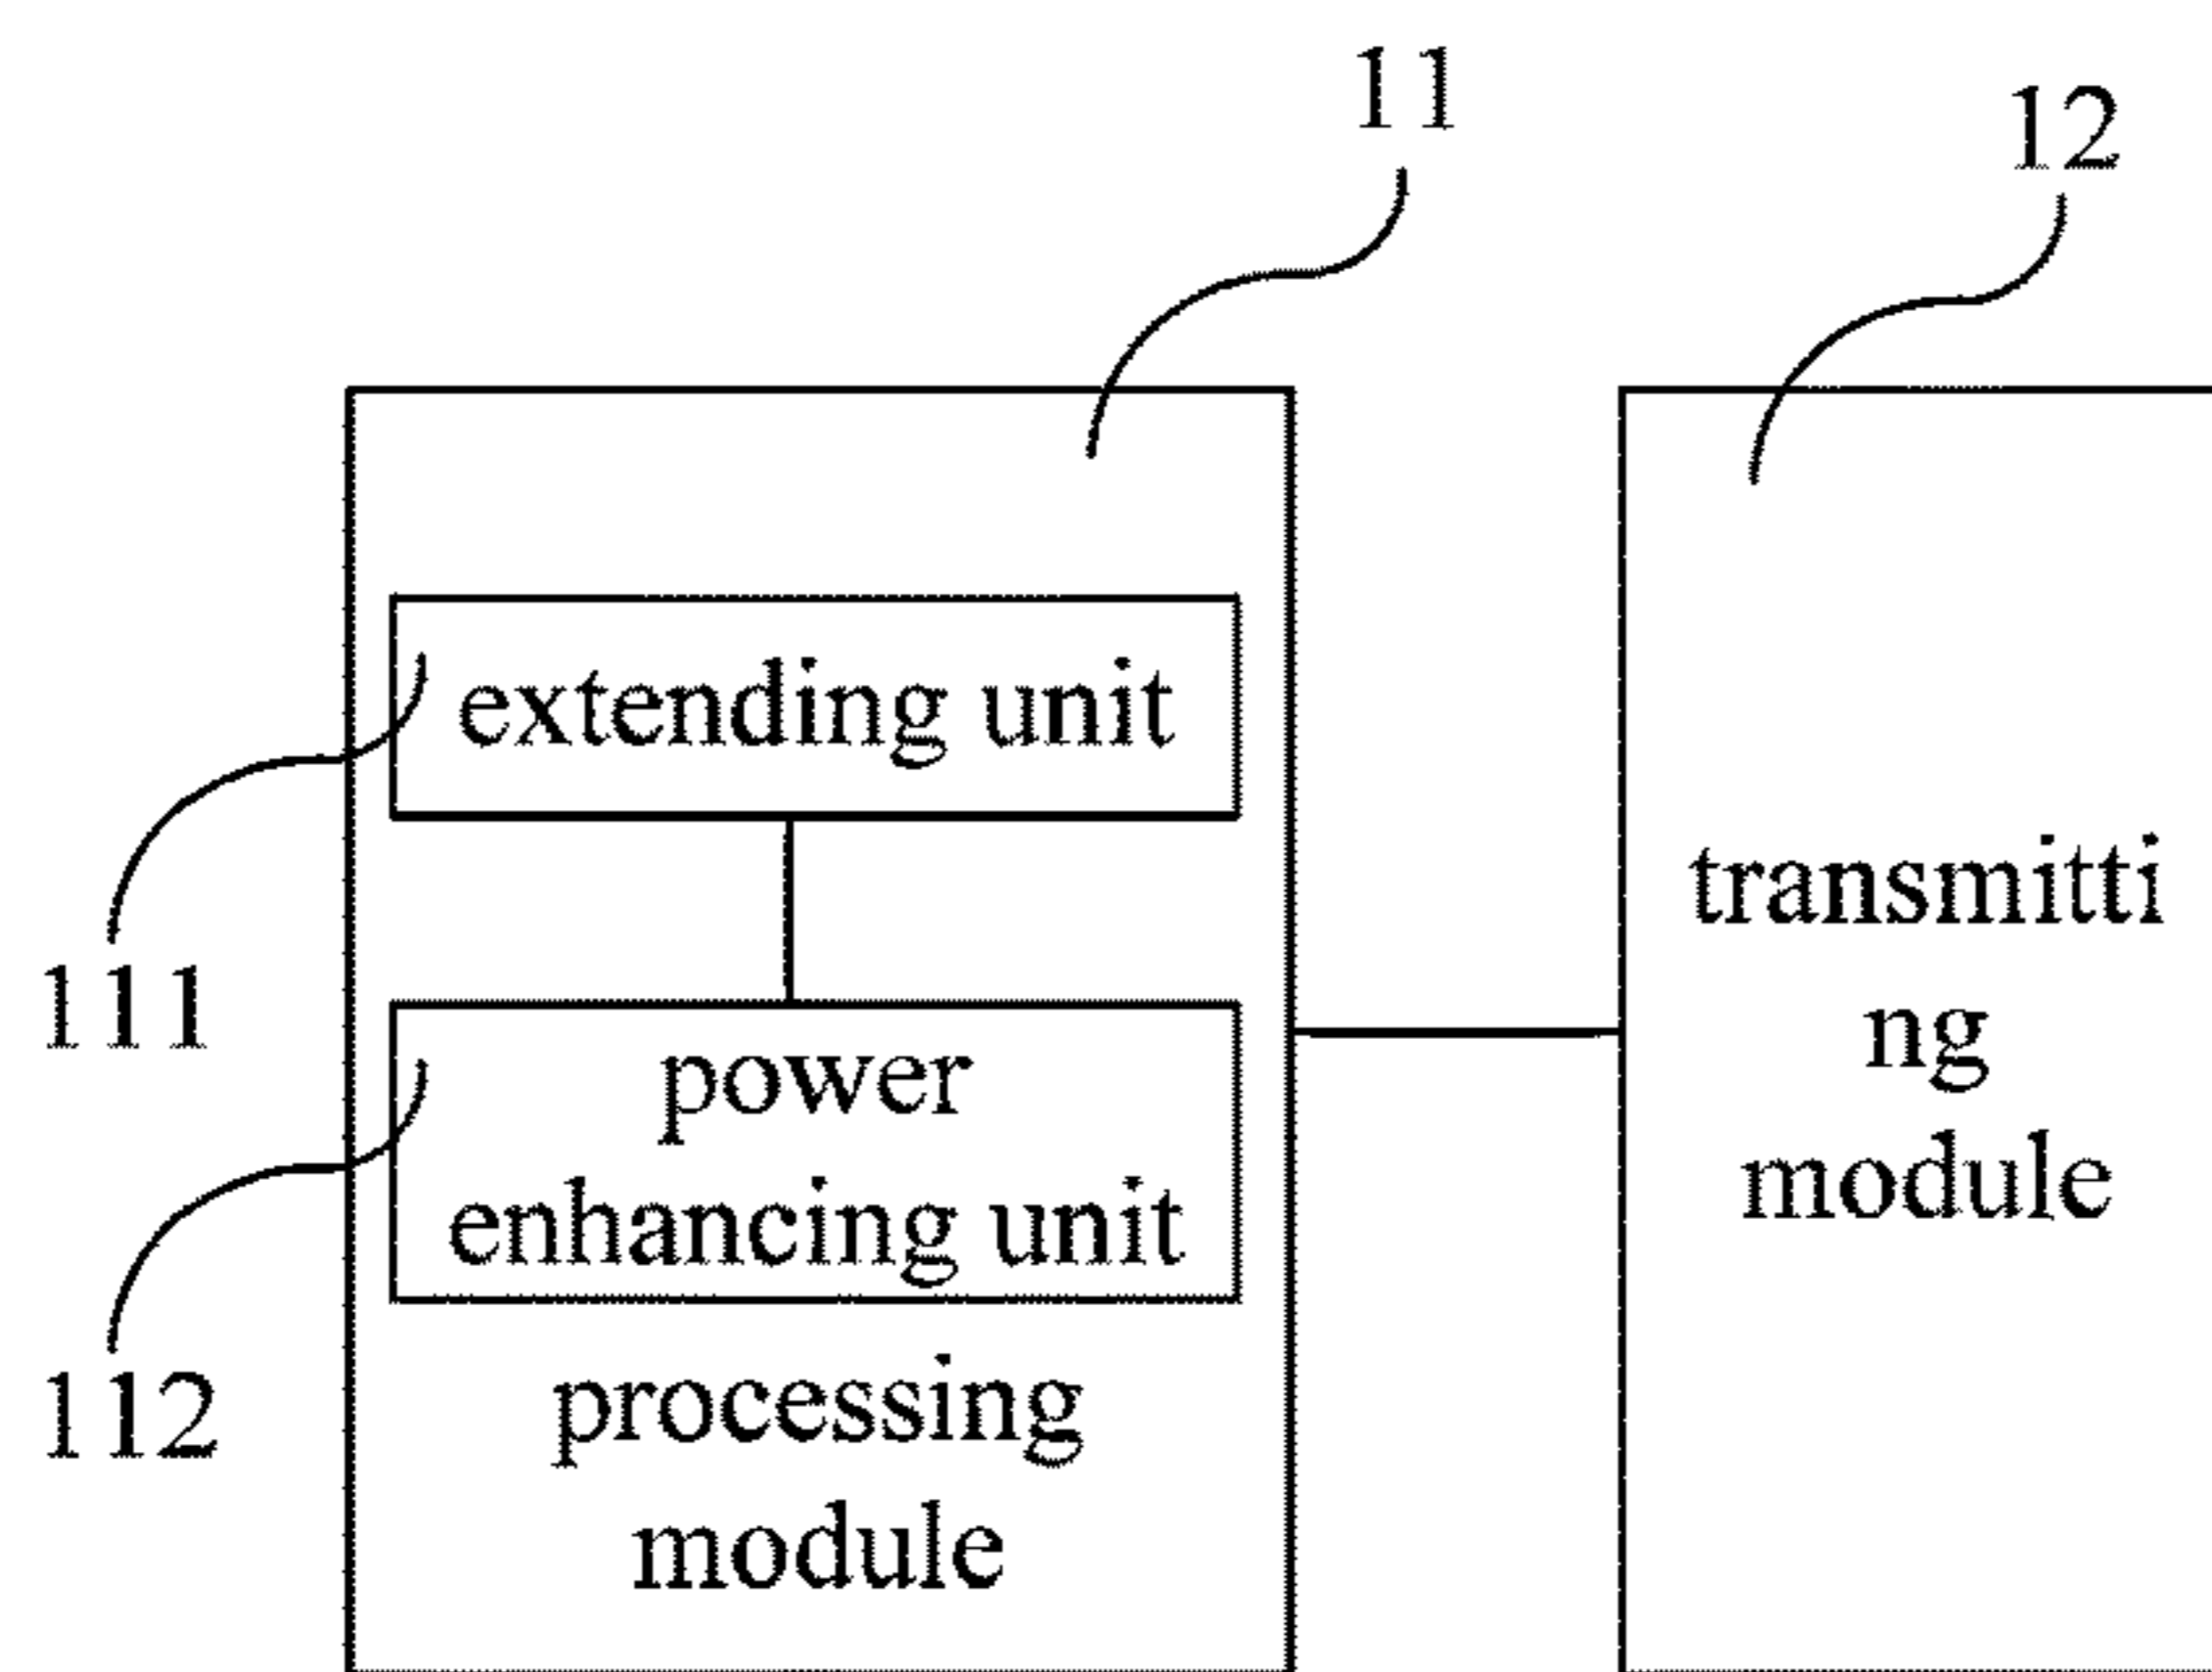 11
12
extending unit
111
power
enhancing unit
112
processing
module
transmitti
ng
module